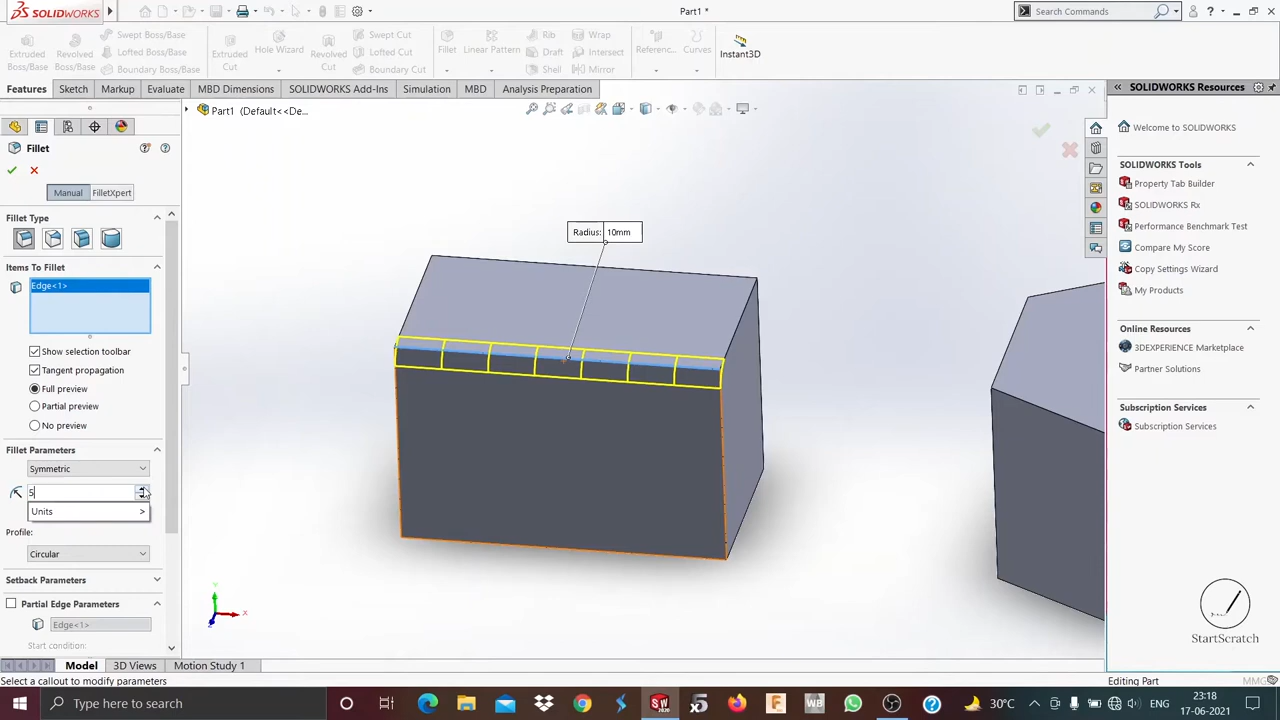 SOLIDWORKS
Part1 *
Search Commands
Extruded Boss/Base
Revolved Boss/Base
Swept Boss/Base
Lofted Boss/Base
Boundary Boss/Base
Extruded Cut
Hole Wizard
Revolved Cut
Swept Cut
Lofted Cut
Boundary Cut
Fillet
Linear Pattern
Rib
Draft
Shell
Wrap
Intersect
Mirror
Referenc...
Curves
Instant3D
Features
Sketch
Markup
Evaluate
MBD Dimensions
SOLIDWORKS Add-Ins
Simulation
MBD
Analysis Preparation
Part1 (Default<<De...
Fillet
Manual
FilletXpert
Fillet Type
Items To Fillet
Edge<1>
Show selection toolbar
Tangent propagation
Full preview
Partial preview
No preview
Fillet Parameters
Symmetric
5
Units >
Profile:
Circular
Setback Parameters
Partial Edge Parameters
Edge<1>
Start condition:
Radius: 10mm
Y
X
Z
SOLIDWORKS Resources
Welcome to SOLIDWORKS
SOLIDWORKS Tools
Property Tab Builder
SOLIDWORKS Rx
Performance Benchmark Test
Compare My Score
Copy Settings Wizard
My Products
Online Resources
3DEXPERIENCE Marketplace
Partner Solutions
Subscription Services
Subscription Services
StartScratch
Model
3D Views
Motion Study 1
Select a callout to modify parameters
Editing Part
MMGS
Type here to search
SW
2020
x5
F
WB
30°C
ENG
23:18
17-06-2021